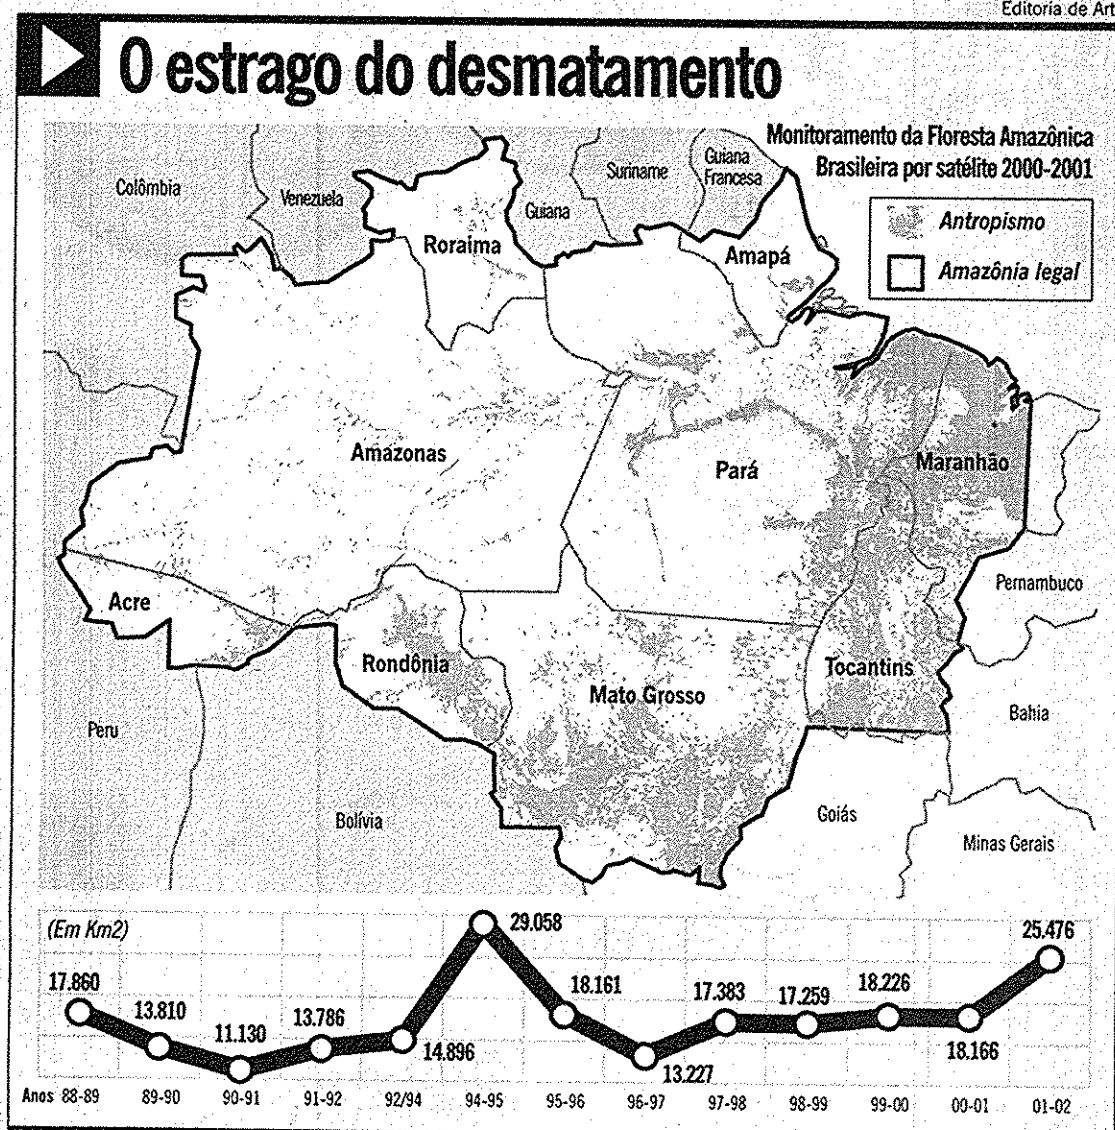 Editoria de Art
O estrago do desmatamento
Monitoramento da Floresta Amazônica
Brasileira por satélite 2000-2001
Antropismo
Amazônia legal
Colômbia
Venezuela
Guiana
Suriname
Guiana
Francesa
Roraima
Amapá
Amazonas
Pará
Maranhão
Acre
Rondônia
Mato Grosso
Tocantins
Pernambuco
Bahia
Peru
Bolívia
Goiás
Minas Gerais
(Em Km2)
17.860
13.810
11.130
13.786
14.896
29.058
18.161
13.227
17.383
17.259
18.226
18.166
25.476
Anos 88-89 89-90 90-91 91-92 92/94 94-95 95-96 96-97 97-98 98-99 99-00 00-01 01-02